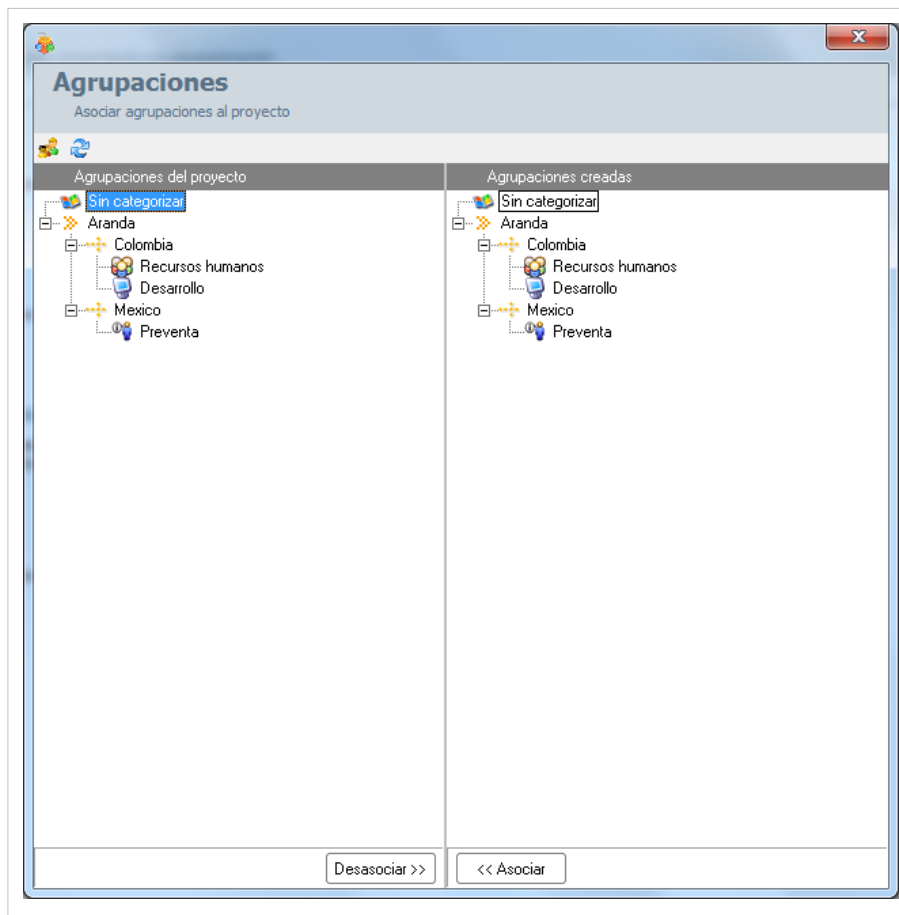 Agrupaciones
Asociar agrupaciones al proyecto
Agrupaciones del proyecto
Sin categorizar
Aranda
Colombia
Recursos humanos
Desarrollo
Mexico
Preventa
Agrupaciones creadas
Sin categorizar
Aranda
Colombia
Recursos humanos
Desarrollo
Mexico
Preventa
Desasociar >>
<< Asociar